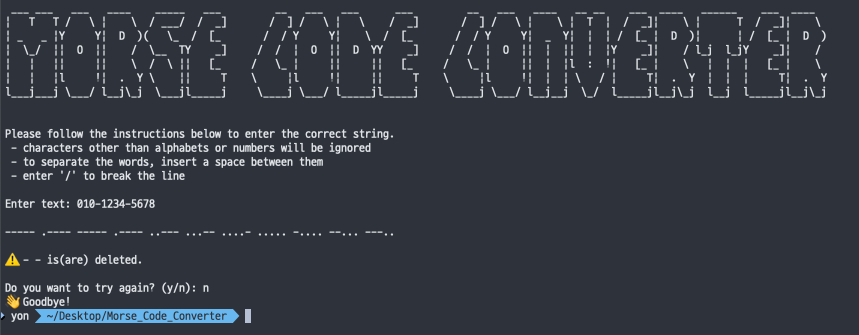 MORSE CODE CONVERTER
Please follow the instructions below to enter the correct string.
- characters other than alphabets or numbers will be ignored
- to separate the words, insert a space between them
- enter '/' to break the line
Enter text: 010-1234-5678
----- .---- ----- .---- ..--- ...-- ....- ..... -.... --... ---..
⚠️- - is(are) deleted.
Do you want to try again? (y/n): n
👋Goodbye!
yon ~/Desktop/Morse_Code_Converter